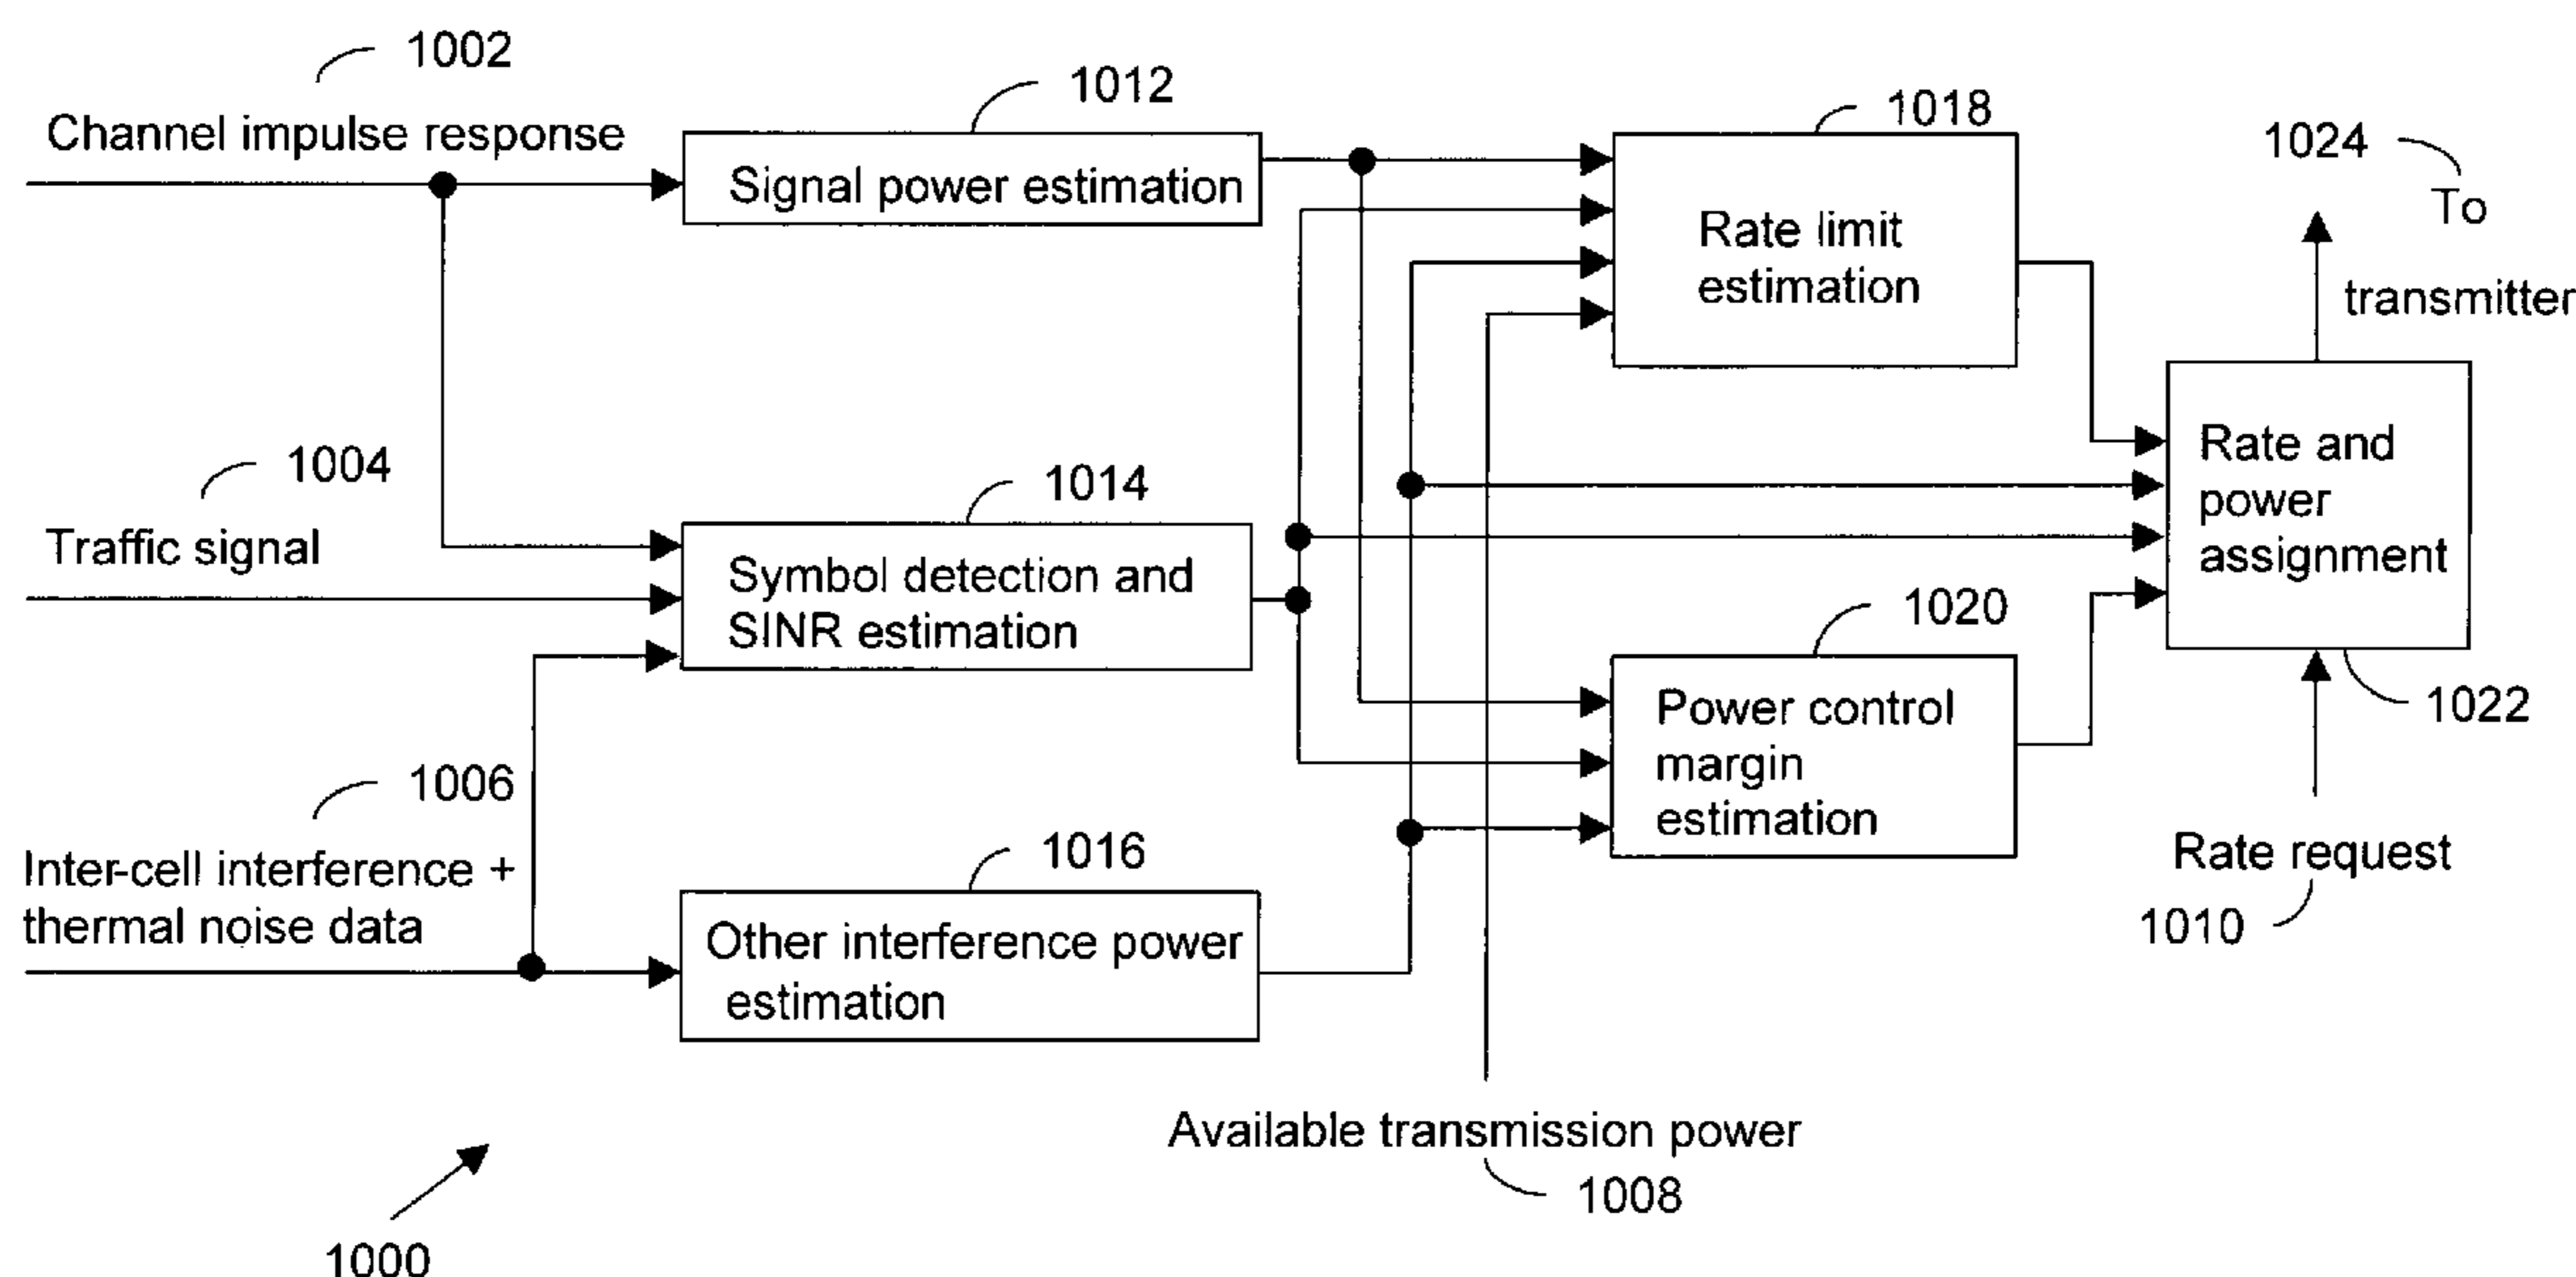 1002
Channel impulse response
1012
Signal power estimation
1018
Rate limit
estimation
1024
To
transmitter
1004
Traffic signal
1014
Symbol detection and
SINR estimation
Rate and
power
assignment
1022
1020
Power control
margin
estimation
1006
Inter-cell interference +
thermal noise data
1016
Other interference power
estimation
Rate request
1010
Available transmission power
1008
1000